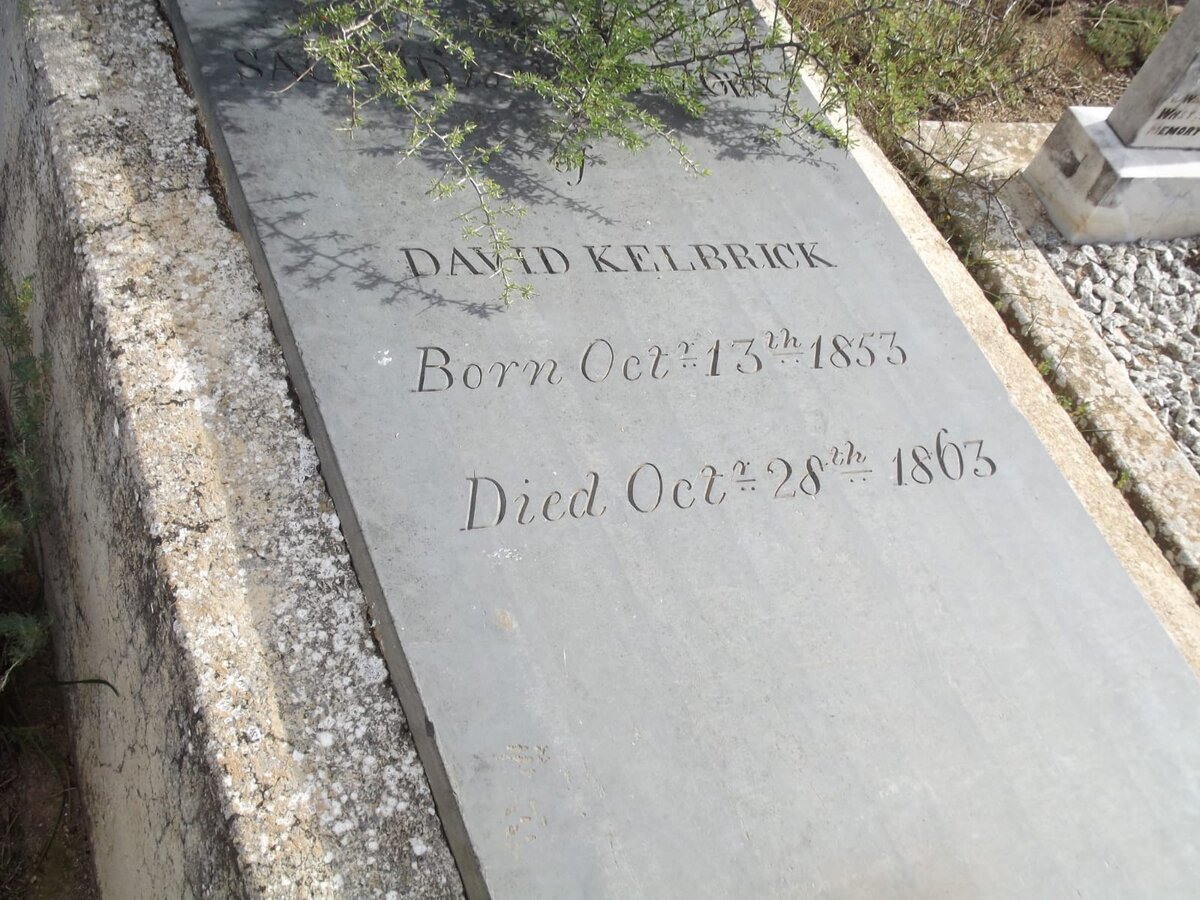 DAVID KELBRICK
Born Octr 13th 1853
Died Octr 28th 1863